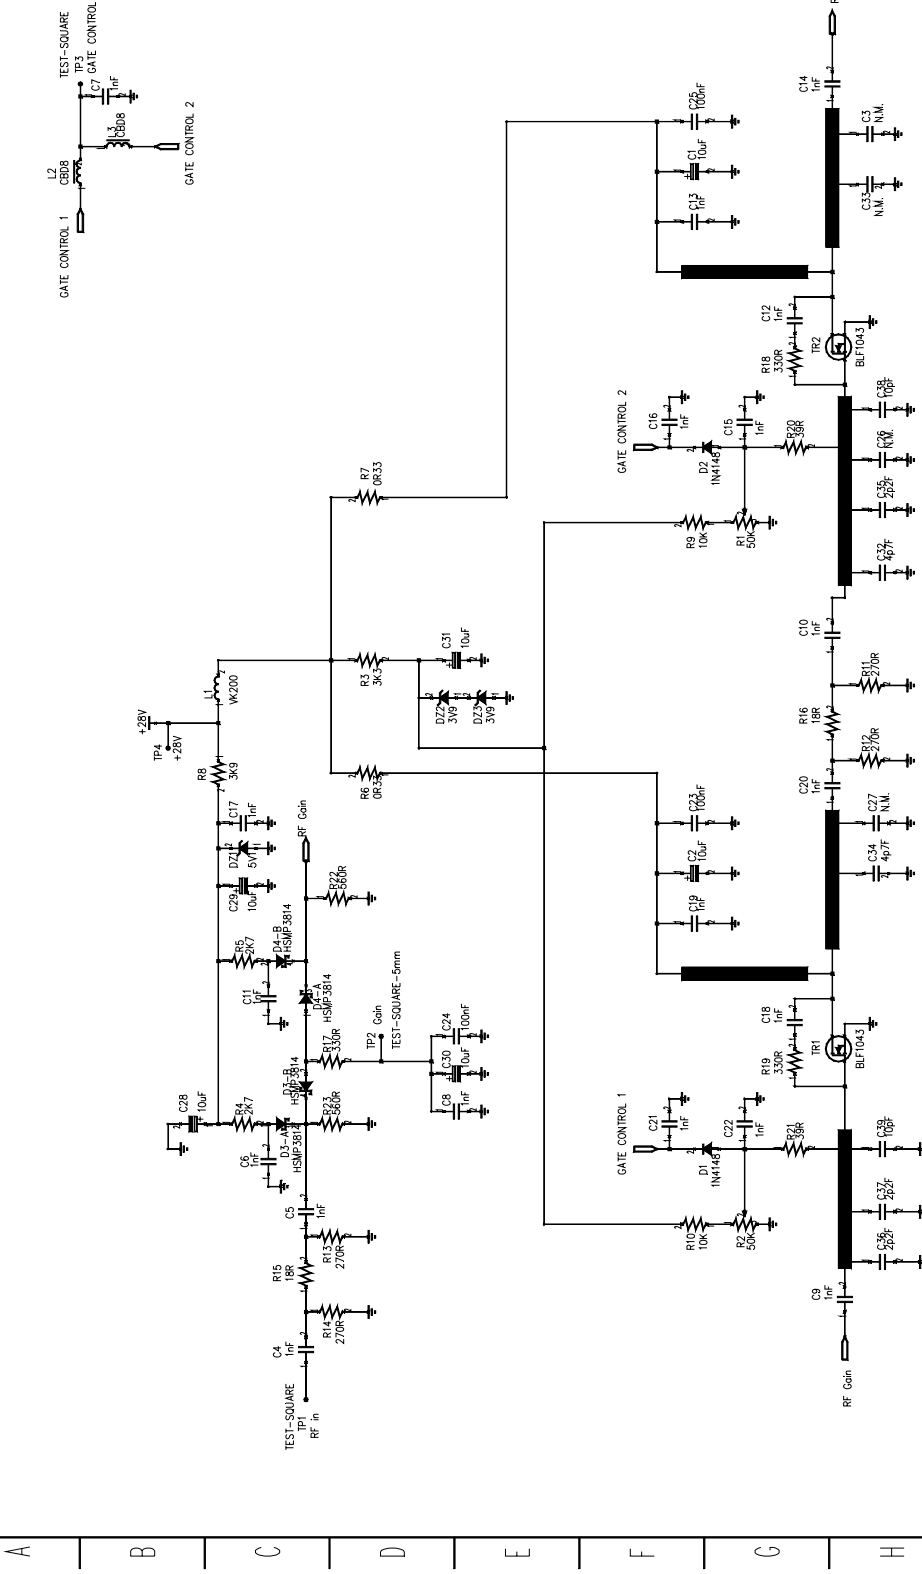 TEST-SQUARE
TP3
GATE CONTROL
C7
1nF
L3
CBD8
L2
CBD8
GATE CONTROL 2
GATE CONTROL 1
C25
100nF
C1
10uF
C13
1nF
C14
1nF
C3
N.M.
C33
N.M.
C12
1nF
R18
330R
TR2
BLF1043
GATE CONTROL 2
C16
1nF
C15
1nF
D2
1N4148
R20
39R
C38
10pF
C26
N.M.
C35
2p2F
C32
4p7F
R7
0R33
R9
10K
R1
50K
C10
1nF
R11
270R
R16
18R
R12
270R
C20
1nF
C27
N.M.
C34
4p7F
L1
VK200
+28V
TP4
+28V
R3
3K3
C31
10uF
DZ2
3V9
DZ3
3V9
R8
3K9
R6
0R33
C17
1nF
DZ1
5V1
C29
10uF
RF Gain
R22
560R
C23
100nF
C2
10uF
C19
1nF
R5
2K7
D4-B
HSMP3814
C11
1nF
D4-A
HSMP3814
R17
330R
TP2
Gain
TEST-SQUARE-5mm
C24
100nF
C30
10uF
C8
1nF
C18
1nF
R19
330R
TR1
BLF1043
C28
10uF
R4
2K7
D3-B
HSMP3814
D3-A
HSMP3814
R23
560R
C6
1nF
C5
1nF
R13
270R
R15
18R
R14
270R
C4
1nF
TEST-SQUARE
TP1
RF in
GATE CONTROL 1
C21
1nF
C22
1nF
D1
1N4148
R21
39R
C39
10pF
C37
2p2F
C36
2p2F
R10
10K
R2
50K
C9
1nF
RF Gain
A
B
C
D
E
F
G
H